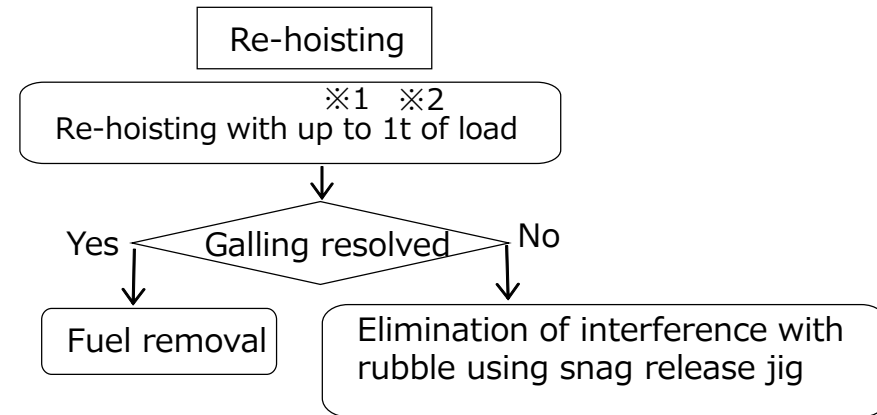 Re-hoisting
※1 ※2
Re-hoisting with up to 1t of load
Yes
Galling resolved
No
Fuel removal
Elimination of interference with
rubble using snag release jig